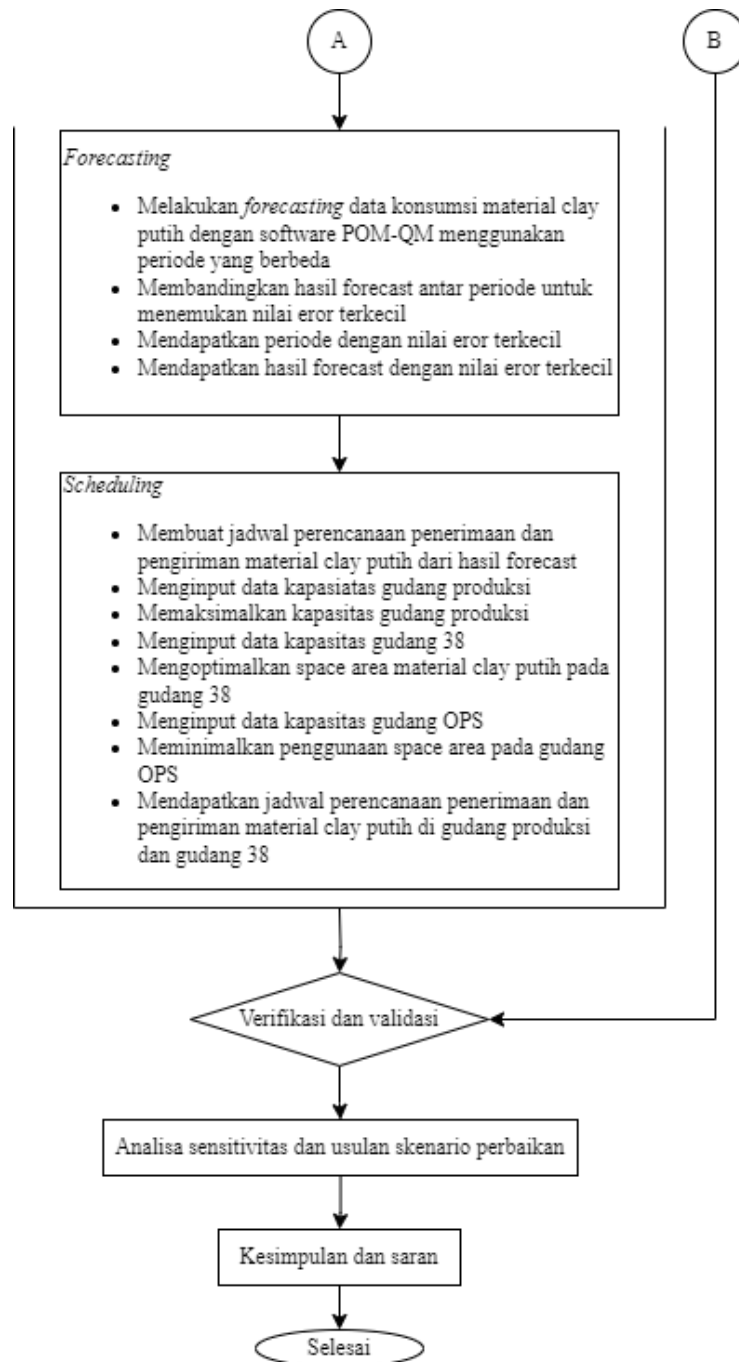 A
B
Forecasting
• Melakukan forecasting data konsumsi material clay
putih dengan software POM-QM menggunakan
periode yang berbeda
• Membandingkan hasil forecast antar periode untuk
menemukan nilai eror terkecil
• Mendapatkan periode dengan nilai eror terkecil
• Mendapatkan hasil forecast dengan nilai eror terkecil
Scheduling
• Membuat jadwal perencanaan penerimaan dan
pengiriman material clay putih dari hasil forecast
• Menginput data kapasiatas gudang produksi
• Memaksimalkan kapasitas gudang produksi
• Menginput data kapasitas gudang 38
• Mengoptimalkan space area material clay putih pada
gudang 38
• Menginput data kapasitas gudang OPS
• Meminimalkan penggunaan space area pada gudang
OPS
• Mendapatkan jadwal perencanaan penerimaan dan
pengiriman material clay putih di gudang produksi
dan gudang 38
Verifikasi dan validasi
Analisa sensitivitas dan usulan skenario perbaikan
Kesimpulan dan saran
Selesai